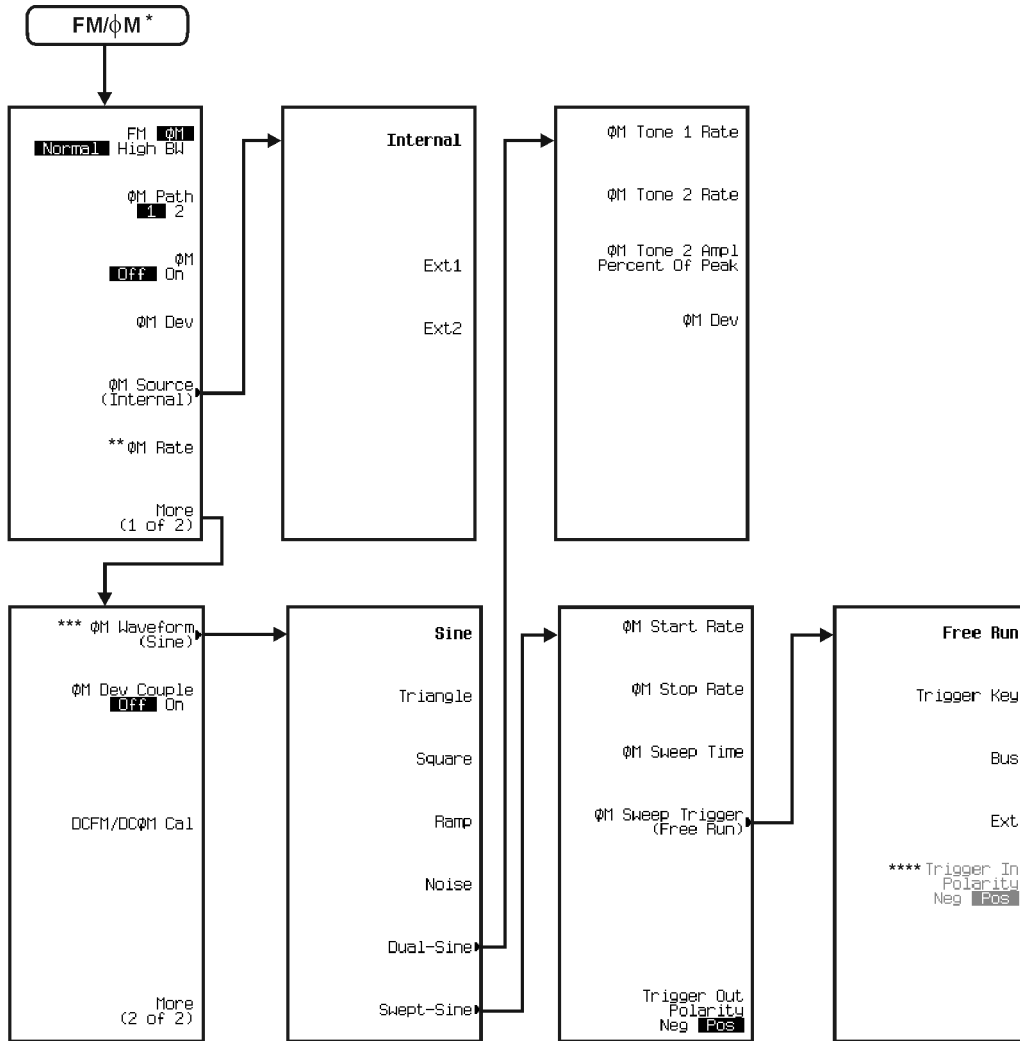 FM/ϕM*
FM ΦM
Normal High BW
ΦM Path
1 2
ΦM
Off On
ΦM Dev
ΦM Source
(Internal)
**ΦM Rate
More
(1 of 2)
Internal
Ext1
Ext2
ΦM Tone 1 Rate
ΦM Tone 2 Rate
ΦM Tone 2 Ampl
Percent Of Peak
ΦM Dev
*** ΦM Waveform
(Sine)
ΦM Dev Couple
Off On
DCFM/DCΦM Cal
More
(2 of 2)
Sine
Triangle
Square
Ramp
Noise
Dual-Sine
Swept-Sine
ΦM Start Rate
ΦM Stop Rate
ΦM Sweep Time
ΦM Sweep Trigger
(Free Run)
Trigger Out
Polarity
Neg Pos
Free Run
Trigger Key
Bus
Ext
****Trigger In
Polarity
Neg Pos